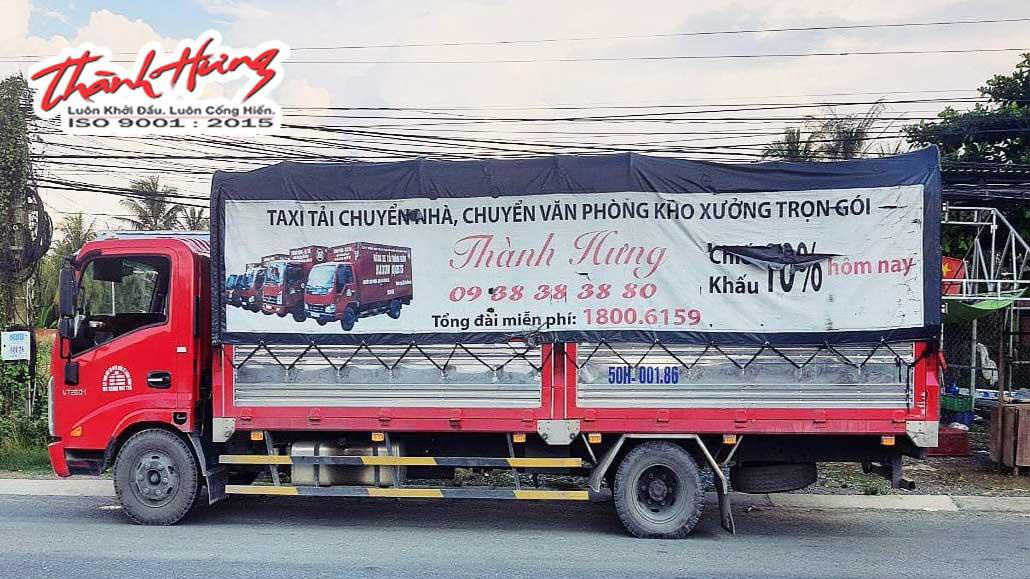 Thành Hưng
Luôn Khởi Đầu. Luôn Cống Hiến.
ISO 9001 : 2015
TAXI TẢI CHUYỂN NHÀ, CHUYỂN VĂN PHÒNG KHO XƯỞNG TRỌN GÓI
Thành Hưng
Khấu 10% hôm nay
09 38 38 38 80
Tổng đài miễn phí: 1800.6159
50H-001.86
VT260-1